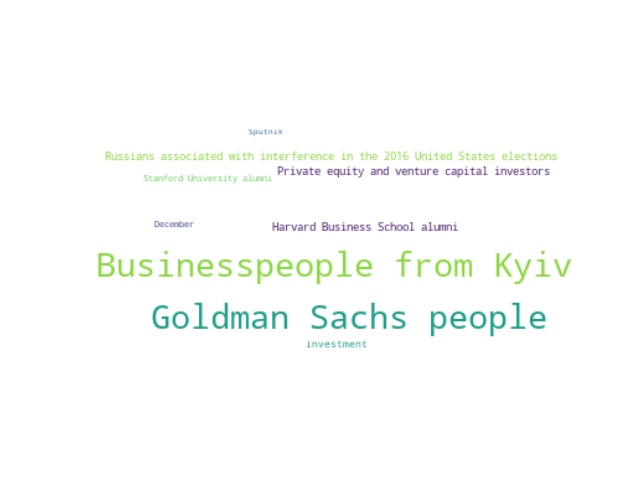 Sputnik
Russians associated with interference in the 2016 United States elections
Private equity and venture capital investors
Stanford University alumni
December
Harvard Business School alumni
Businesspeople from Kyiv
Goldman Sachs people
Investment